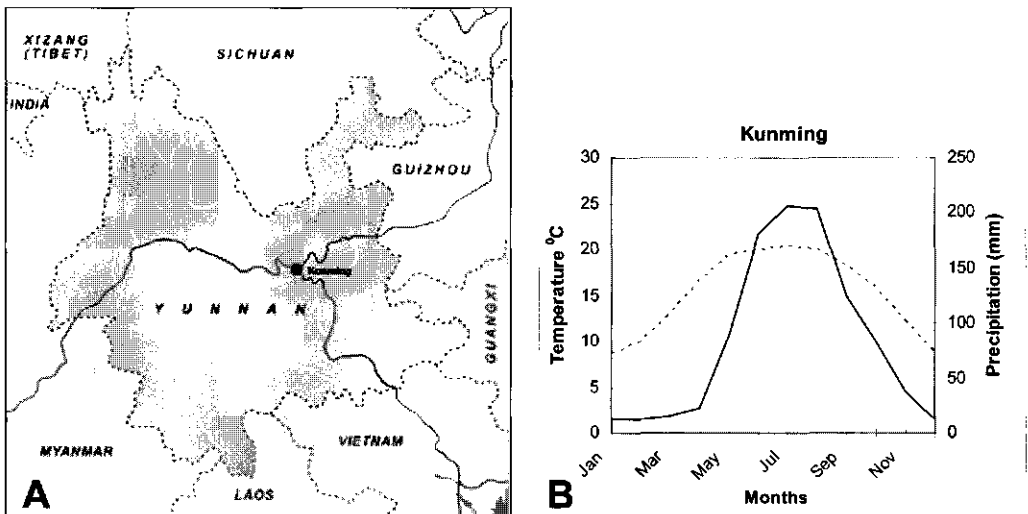 XIZANG
(TIBET)
SICHUAN
INDIA
GUIZHOU
Kunming
Y U N N A N
GUANGXI
MYANMAR
VIETNAM
LAOS
A
Kunming
Temperature °C
30
25
20
15
10
5
0
250
200
150
100
50
0
Precipitation (mm)
Jan
Mar
May
Jul
Sep
Nov
Months
B